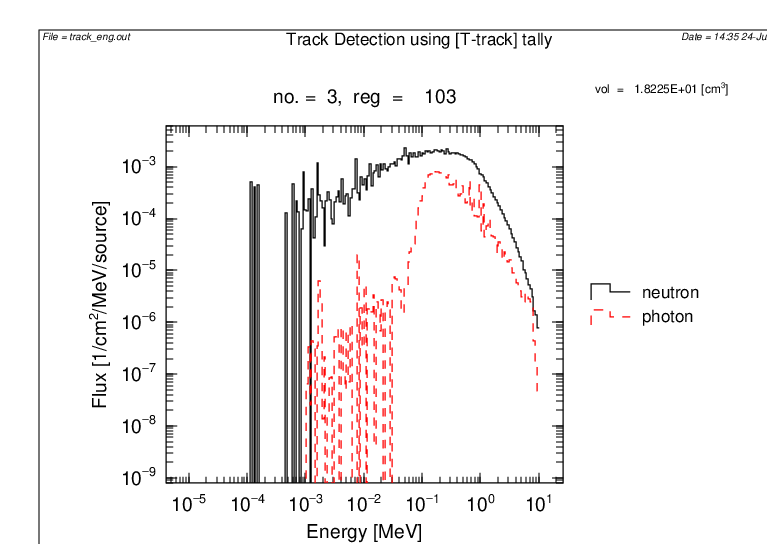 File = track_eng.out
Track Detection using [T-track] tally
Date = 14:35 24-Ju
no. = 3, reg = 103
vol = 1.8225E+01 [cm³]
Flux [1/cm²/MeV/source]
10⁻³
10⁻⁴
10⁻⁵
10⁻⁶
10⁻⁷
10⁻⁸
10⁻⁹
10⁻⁵ 10⁻⁴ 10⁻³ 10⁻² 10⁻¹ 10⁰ 10¹
Energy [MeV]
neutron
photon